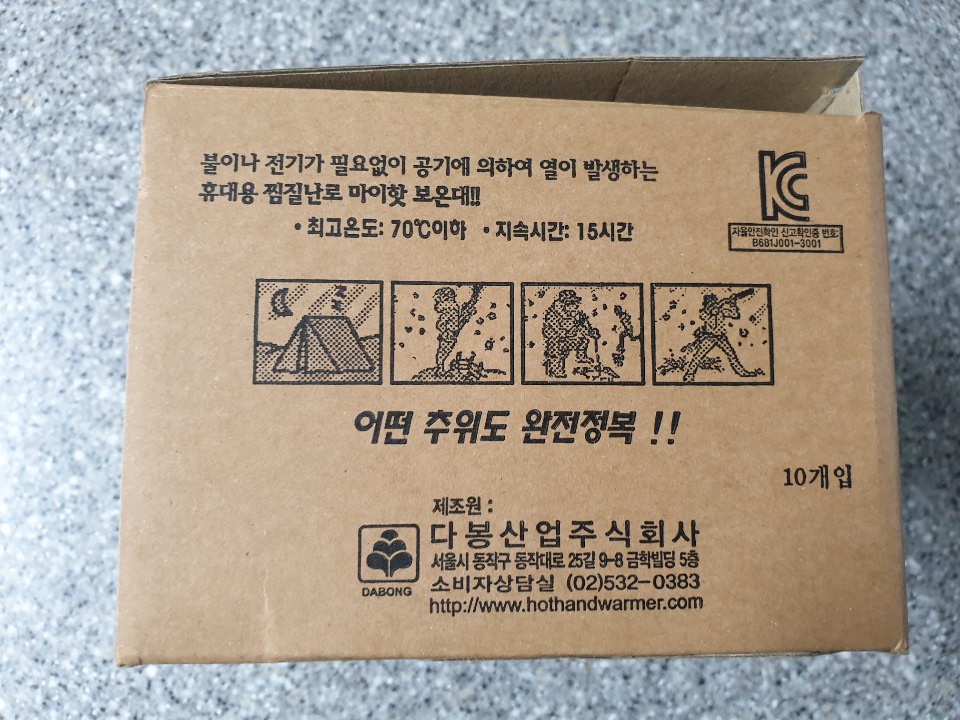 불이나 전기가 필요없이 공기에 의하여 열이 발생하는
휴대용 찜질난로 마이핫 보온대!!
• 최고온도: 70℃이하 • 지속시간: 15시간
KC
자율안전확인 신고확인증 번호:
B681J001-3001
z z z
어떤 추위도 완전정복 !!
10개입
제조원 :
다봉산업주식회사
서울시 동작구 동작대로 25길 9-8 금학빌딩 5층
소비자상담실 (02)532-0383
http://www.hothandwarmer.com
DABONG